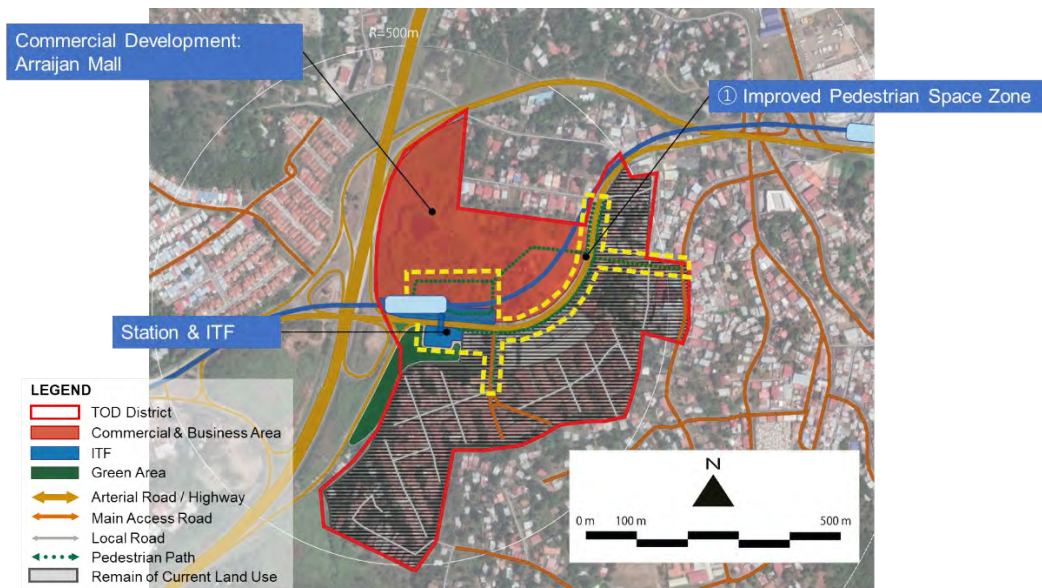 Commercial Development:
Arraijan Mall
R=500m
① Improved Pedestrian Space Zone
Station & ITF
LEGEND
TOD District
Commercial & Business Area
ITF
Green Area
Arterial Road / Highway
Main Access Road
Local Road
Pedestrian Path
Remain of Current Land Use
N
0 m 100 m 500 m